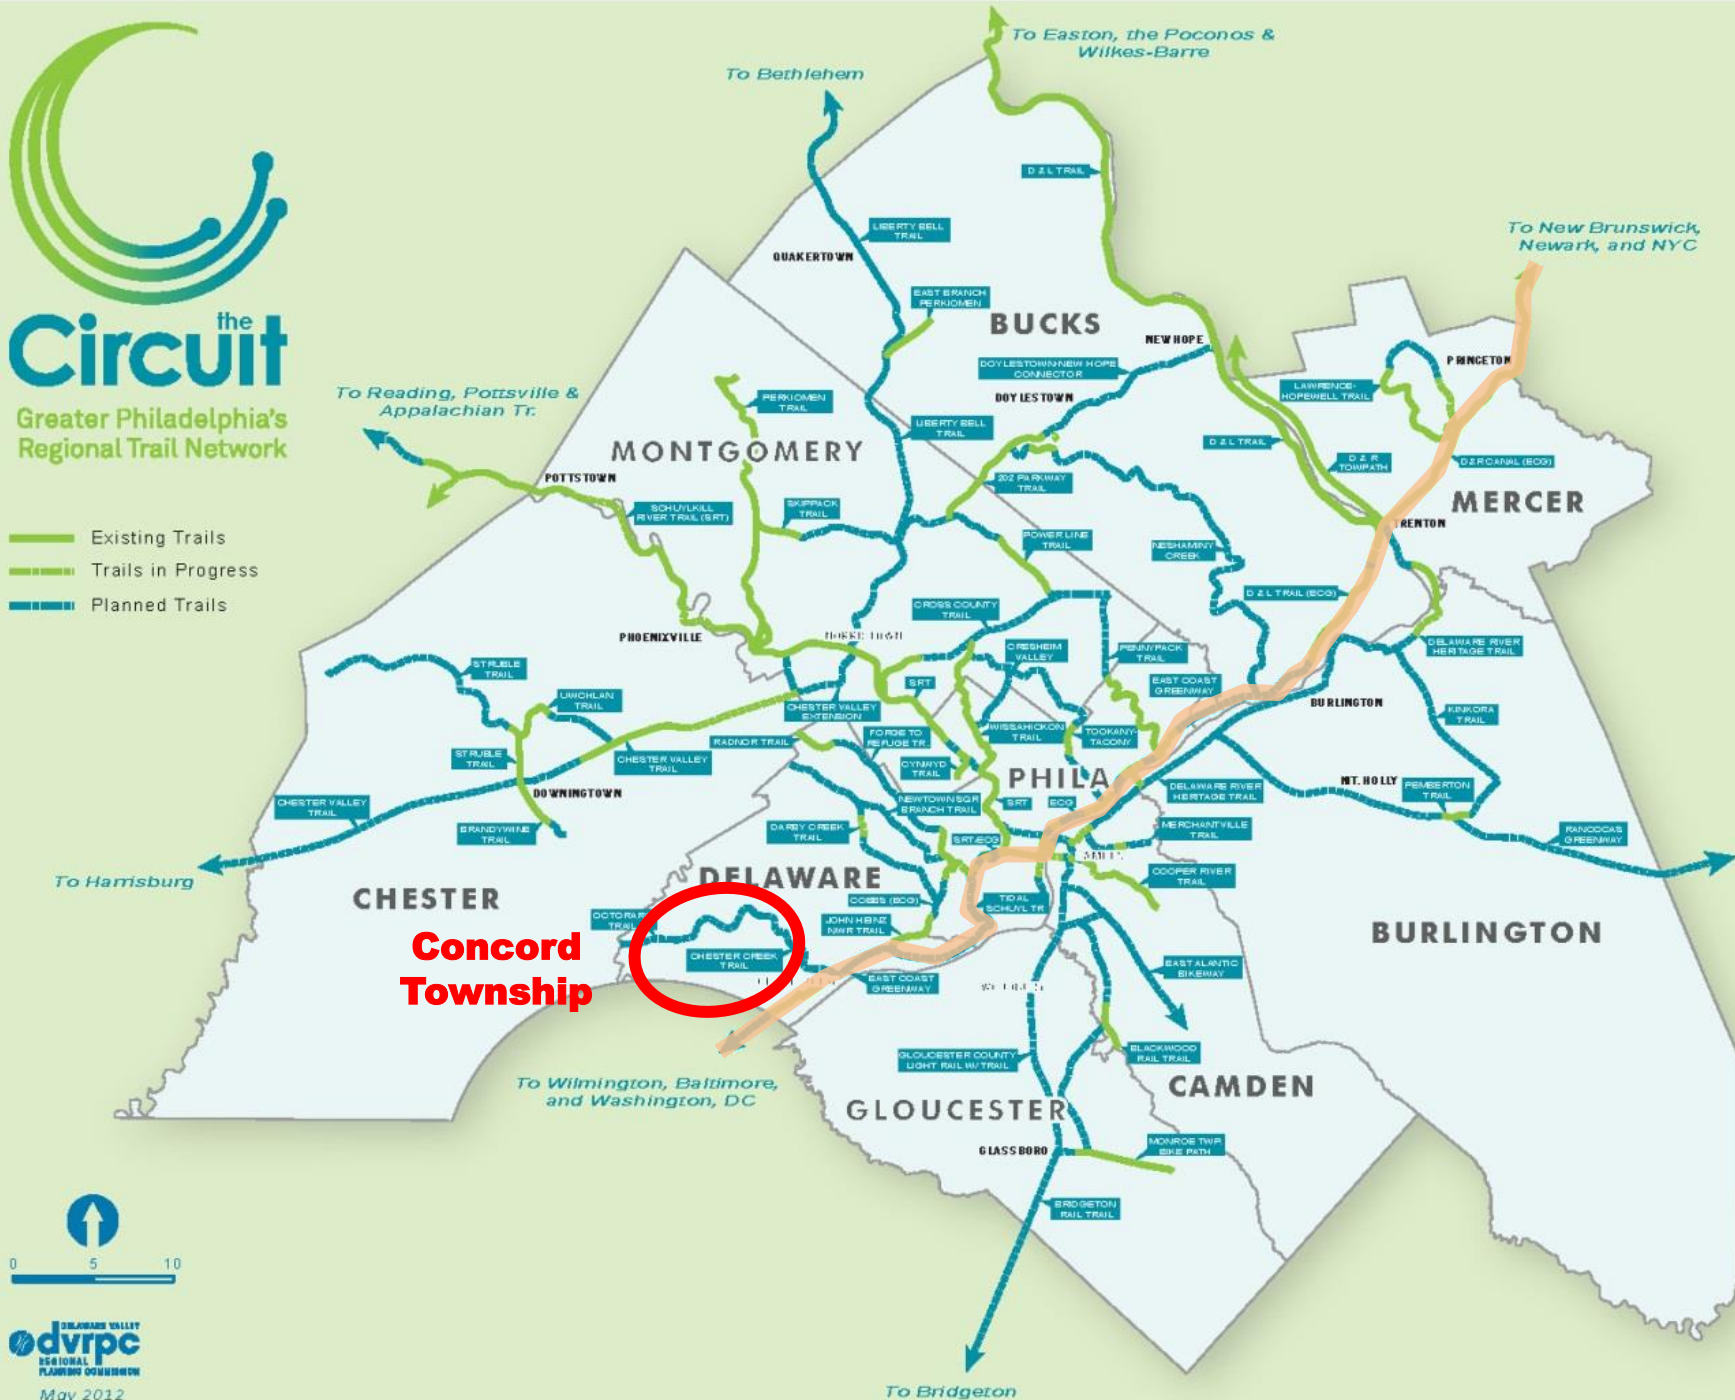 To Easton, the Poconos &
Wilkes-Barre
To Bethlehem
the
Circuit
Greater Philadelphia's
Regional Trail Network
Existing Trails
Trails in Progress
Planned Trails
D & L TRAIL
To New Brunswick,
Newark, and NYC
LIBERTY BELL
TRAIL
QUAKERTOWN
EAST BRANCH
PERKIOMEN
BUCKS
NEW HOPE
DOYLESTOWN-NEW HOPE
CONNECTOR
DOYLESTOWN
PRINCETON
LAWRENCE-
HOPEWELL TRAIL
To Reading, Pottsville &
Appalachian Tr.
PERKIOMEN
TRAIL
LIBERTY BELL
TRAIL
MONTGOMERY
D & L TRAIL
D & R
TOWPATH
D&R CANAL (ECG)
POTTSTOWN
202 PARKWAY
TRAIL
MERCER
SCHUYLKILL
RIVER TRAIL (SRT)
SKIPPACK
TRAIL
TRENTON
POWER LINE
TRAIL
NESHAMINY
CREEK
D & L TRAIL (ECG)
CROSS COUNTY
TRAIL
PHOENIXVILLE
CRESHEIM
VALLEY
PENNYPACK
TRAIL
DELAWARE RIVER
HERITAGE TRAIL
STRUBLE
TRAIL
UWCHLAN
TRAIL
SRT
EAST COAST
GREENWAY
BURLINGTON
CHESTER VALLEY
EXTENSION
KINKORA
TRAIL
RADNOR TRAIL
FORGE TO
REFUGE TR.
WISSAHICKON
TRAIL
TOOKANY-
TACONY
STRUBLE
TRAIL
CHESTER VALLEY
TRAIL
CYNWYD
TRAIL
PHILA
MT. HOLLY
PEMBERTON
TRAIL
DOWNINGTOWN
DELAWARE RIVER
HERITAGE TRAIL
CHESTER VALLEY
TRAIL
NEWTOWN SQR
BRANCH TRAIL
SRT
ECG
BRANDYWINE
TRAIL
DARBY CREEK
TRAIL
SRT/ECG
MERCHANTVILLE
TRAIL
RANCOCAS
GREENWAY
To Harrisburg
DELAWARE
COOPER RIVER
TRAIL
CHESTER
COBBS (ECG)
TIDAL
SCHUYL TR
TRAIL
JOHN HEINZ
NWR TRAIL
BURLINGTON
Concord
Township
CHESTER CREEK
TRAIL
EAST COAST
GREENWAY
EAST ALANTIC
BIKEWAY
GLOUCESTER COUNTY
LIGHT RAIL W/TRAIL
BLACKWOOD
RAIL TRAIL
To Wilmington, Baltimore,
and Washington, DC
CAMDEN
GLOUCESTER
GLASSBORO
MONROE TWP.
BIKE PATH
BRIDGETON
RAIL TRAIL
0 5 10
DELAWARE VALLEY
dvrpc
REGIONAL
PLANNING COMMISSION
May 2012
To Bridgeton